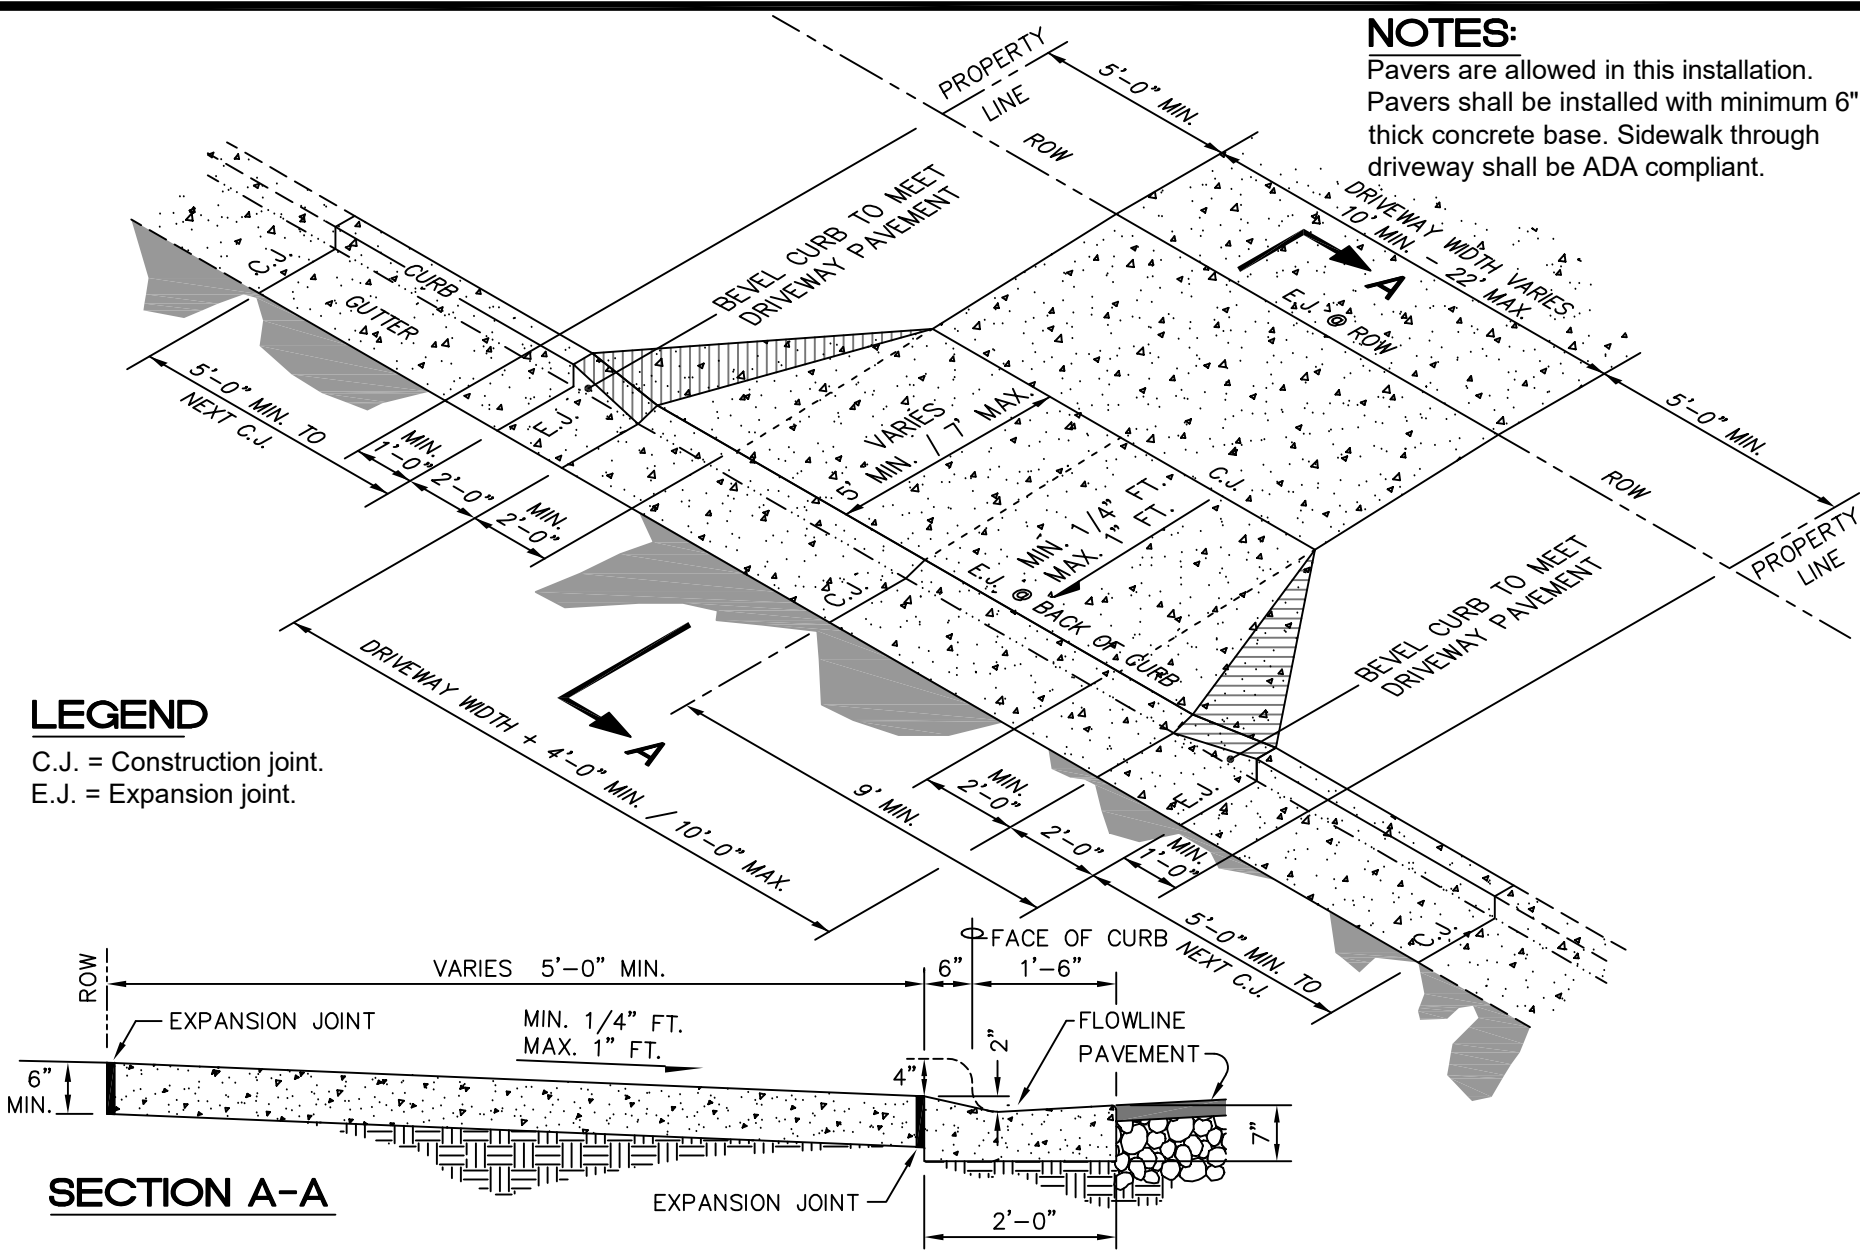 NOTES:
Pavers are allowed in this installation.
Pavers shall be installed with minimum 6"
thick concrete base. Sidewalk through
driveway shall be ADA compliant.
PROPERTY
LINE
5'-0" MIN.
ROW
DRIVEWAY WIDTH VARIES
10' MIN. - 22' MAX.
A
E.J. @ ROW
5'-0" MIN.
ROW
PROPERTY
LINE
BEVEL CURB TO MEET
DRIVEWAY PAVEMENT
C.J.
CURB
GUTTER
5'-0" MIN. TO
NEXT C.J.
MIN.
1'-0"
2'-0"
MIN.
2'-0"
E.J.
VARIES
5' MIN. / 7' MAX.
C.J.
MIN. 1/4" FT.
MAX. 1" FT.
E.J. @ BACK OF CURB
C.J.
BEVEL CURB TO MEET
DRIVEWAY PAVEMENT
DRIVEWAY WIDTH + 4'-0" MIN. / 10'-0" MAX.
A
9' MIN.
MIN.
2'-0"
2'-0"
MIN.
1'-0"
E.J.
5'-0" MIN. TO
NEXT C.J.
C.J.
LEGEND
C.J. = Construction joint.
E.J. = Expansion joint.
ROW
VARIES 5'-0" MIN.
6"
FACE OF CURB
1'-6"
EXPANSION JOINT
MIN. 1/4" FT.
MAX. 1" FT.
4"
2"
FLOWLINE
PAVEMENT
6"
MIN.
7"
EXPANSION JOINT
2'-0"
SECTION A-A